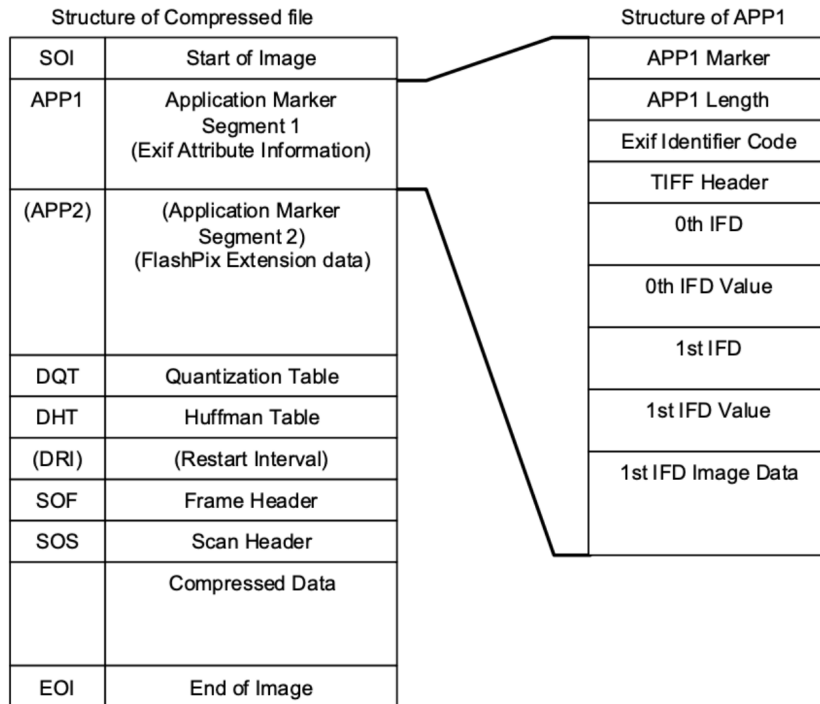 Structure of Compressed file
SOI Start of Image
APP1 Application Marker
Segment 1
(Exif Attribute Information)
(APP2) (Application Marker
Segment 2)
(FlashPix Extension data)
DQT Quantization Table
DHT Huffman Table
(DRI) (Restart Interval)
SOF Frame Header
SOS Scan Header
Compressed Data
EOI End of Image
Structure of APP1
APP1 Marker
APP1 Length
Exif Identifier Code
TIFF Header
0th IFD
0th IFD Value
1st IFD
1st IFD Value
1st IFD Image Data